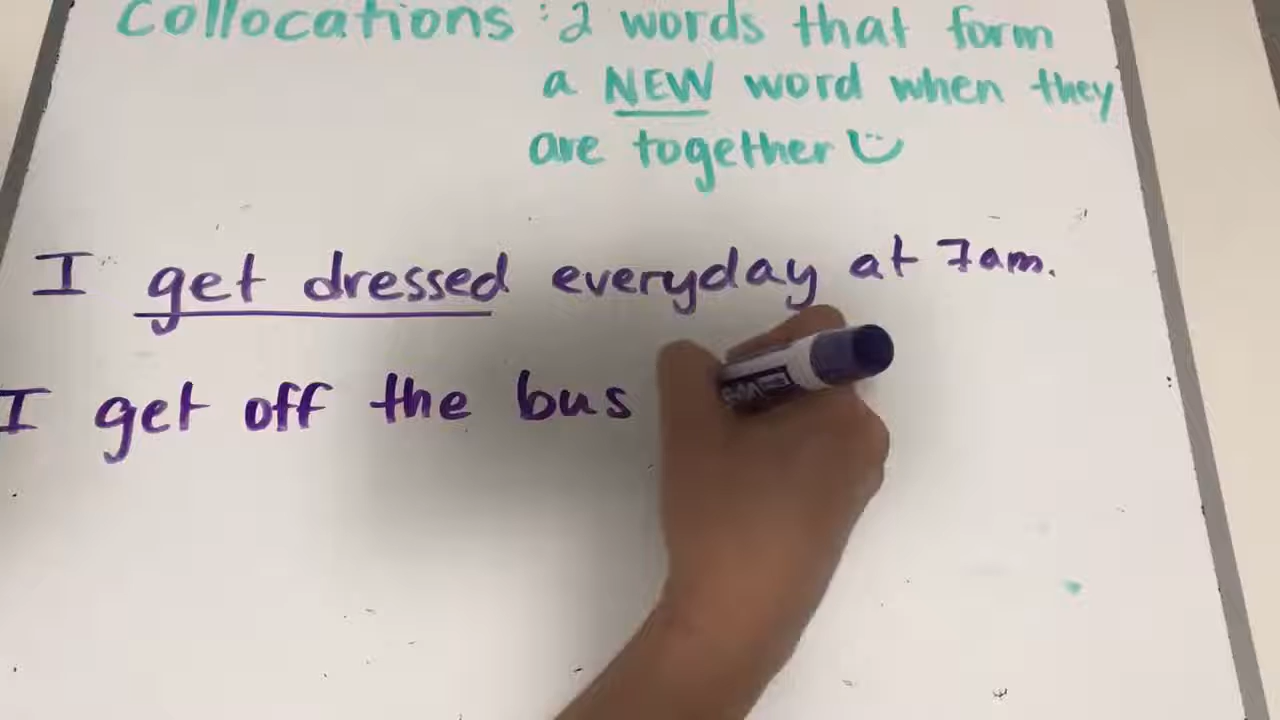 Collocations : 2 words that form
a NEW word when they
are together
I get dressed everyday at 7am.
I get off the bus
EXPO